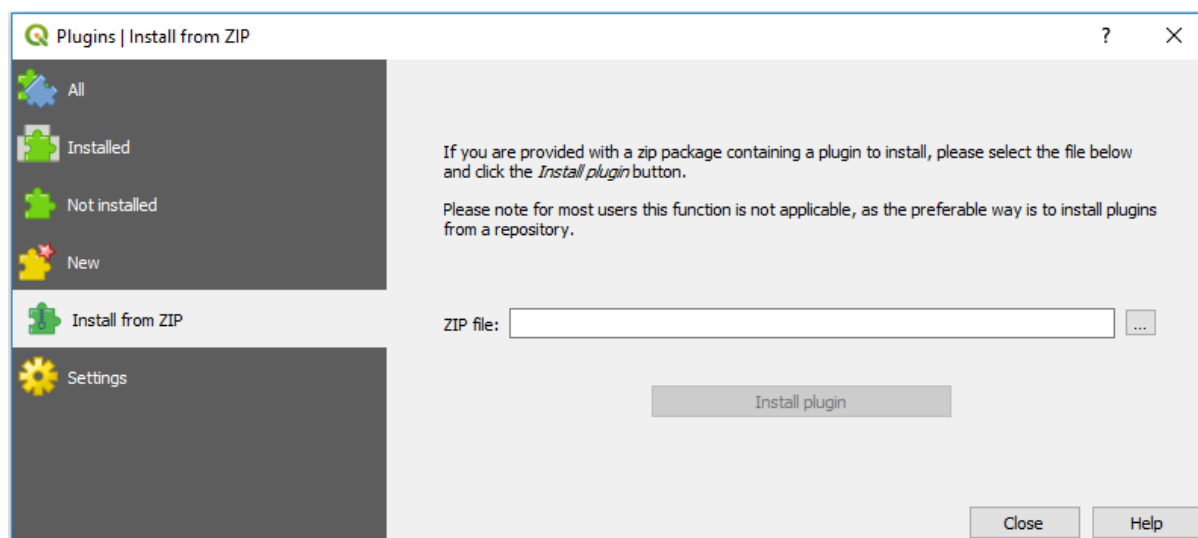 Plugins | Install from ZIP
?
All
Installed
Not installed
New
Install from ZIP
Settings
If you are provided with a zip package containing a plugin to install, please select the file below
and click the Install plugin button.
Please note for most users this function is not applicable, as the preferable way is to install plugins
from a repository.
ZIP file:
...
Install plugin
Close
Help